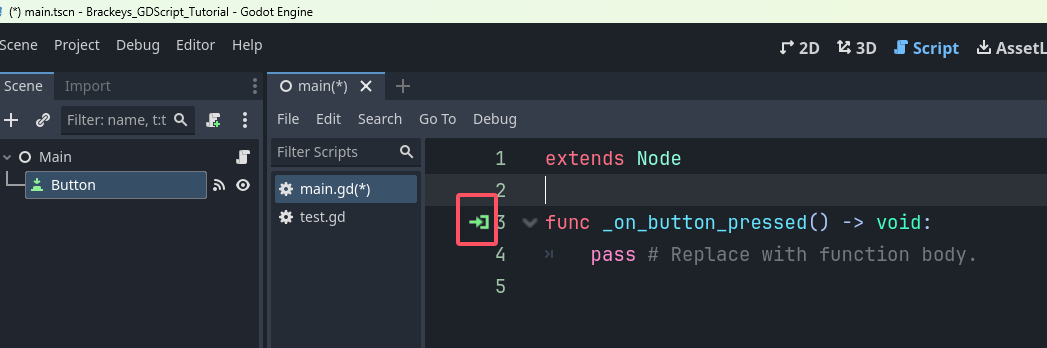 (*) main.tscn - Brackeys_GDScript_Tutorial - Godot Engine
Scene Project Debug Editor Help
2D 3D Script AssetL
Scene Import
main(*)
Filter: name, t:t
File Edit Search Go To Debug
Filter Scripts
Main
Button
main.gd(*)
test.gd
1 extends Node
2
3 func _on_button_pressed() -> void:
4 pass # Replace with function body.
5